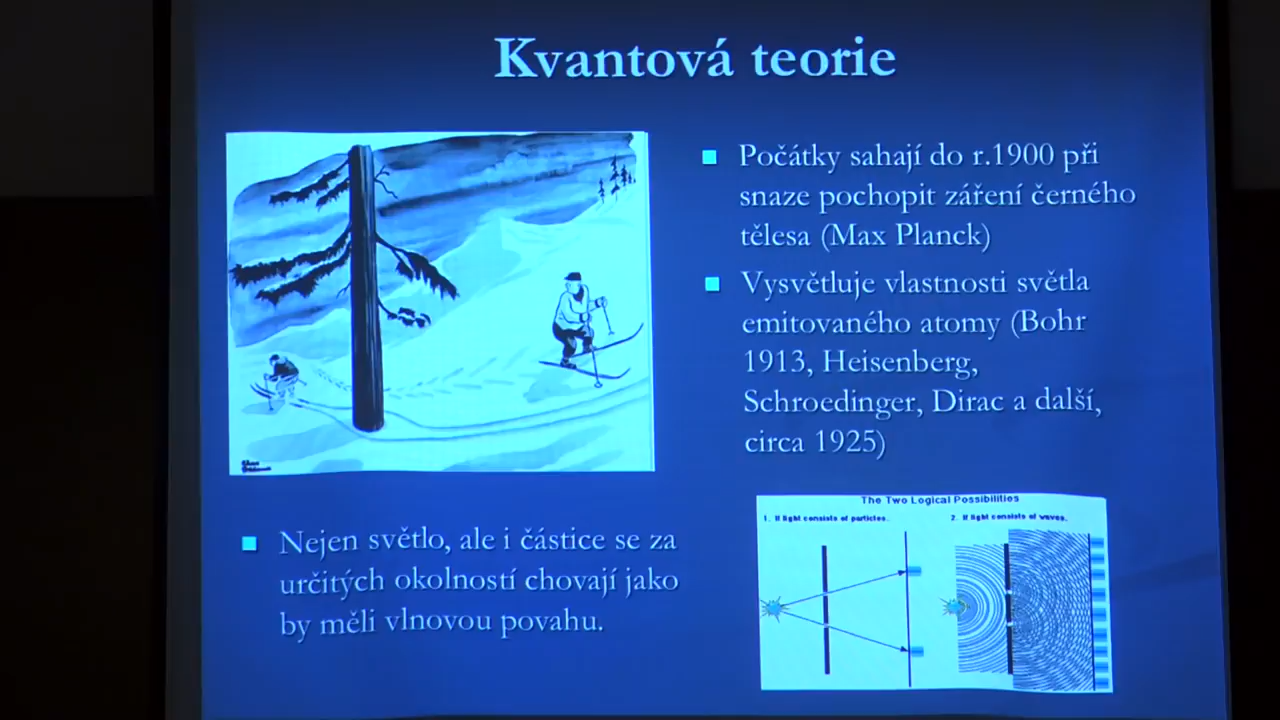 Kvantová teorie
Počátky sahají do r.1900 při
snaze pochopit záření černého
tělesa (Max Planck)
Vysvětluje vlastnosti světla
emitovaného atomy (Bohr
1913, Heisenberg,
Schroedinger, Dirac a další,
circa 1925)
Nejen světlo, ale i částice se za
určitých okolností chovají jako
by měli vlnovou povahu.
The Two Logical Possibilities
1. If light consists of particles.
2. If light consists of waves.